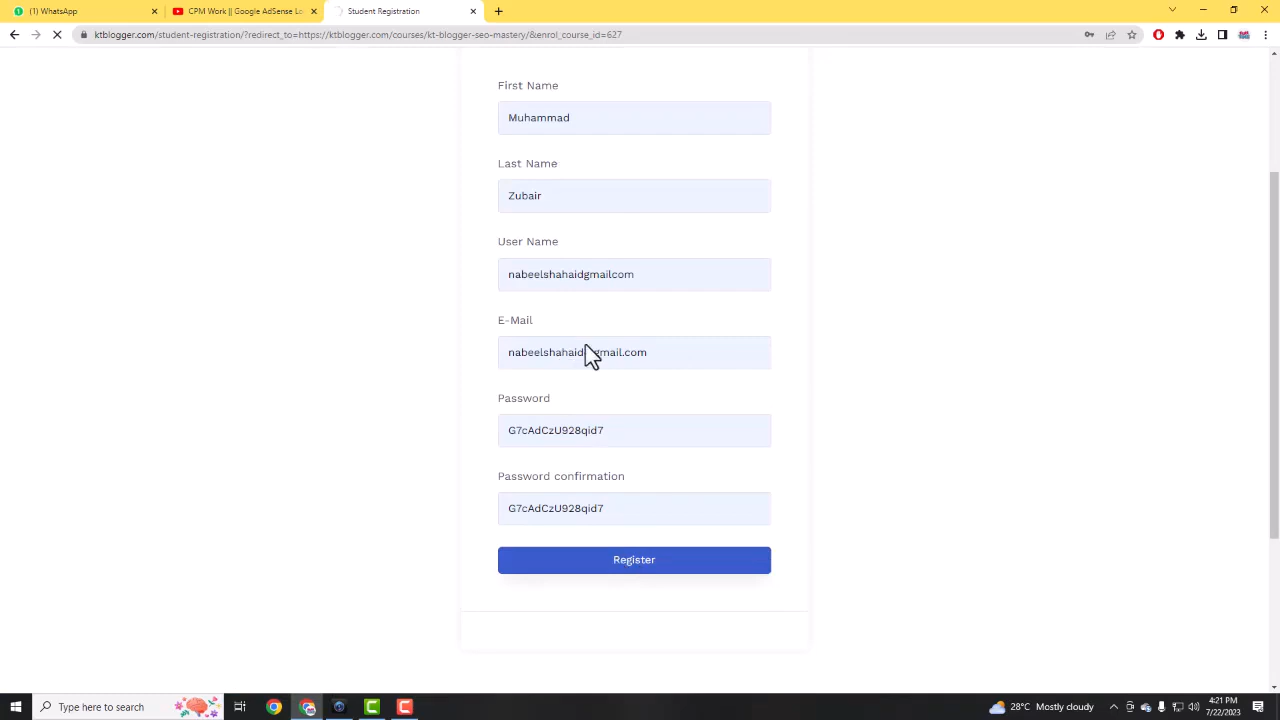 (1) WhatsApp
CPM Work || Google AdSense Lo
Student Registration
ktblogger.com/student-registration/?redirect_to=https://ktblogger.com/courses/kt-blogger-seo-mastery/&enrol_course_id=627
First Name
Muhammad
Last Name
Zubair
User Name
nabeelshahaidgmailcom
E-Mail
nabeelshahaid gmail.com
Password
G7cAdCzU928qid7
Password confirmation
G7cAdCzU928qid7
Register
Type here to search
28°C Mostly cloudy
4:21 PM
7/22/2023